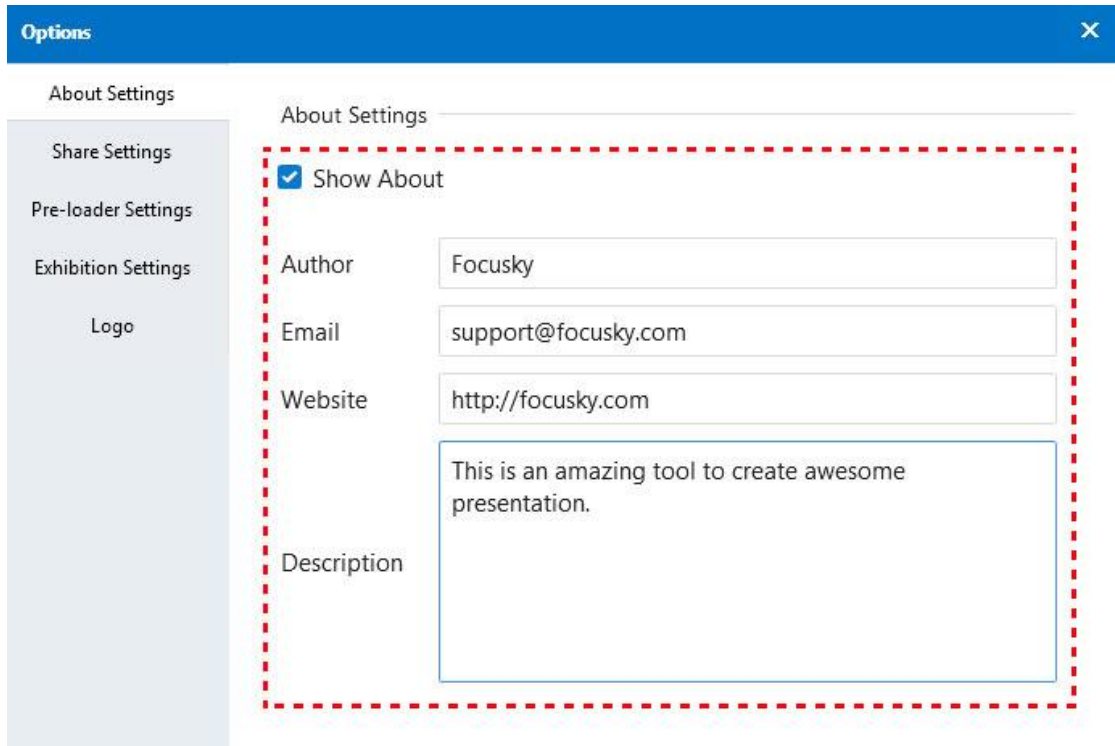 Options
About Settings
Share Settings
Pre-loader Settings
Exhibition Settings
Logo
About Settings
Show About
Author
Focusky
Email
support@focusky.com
Website
http://focusky.com
Description
This is an amazing tool to create awesome
presentation.